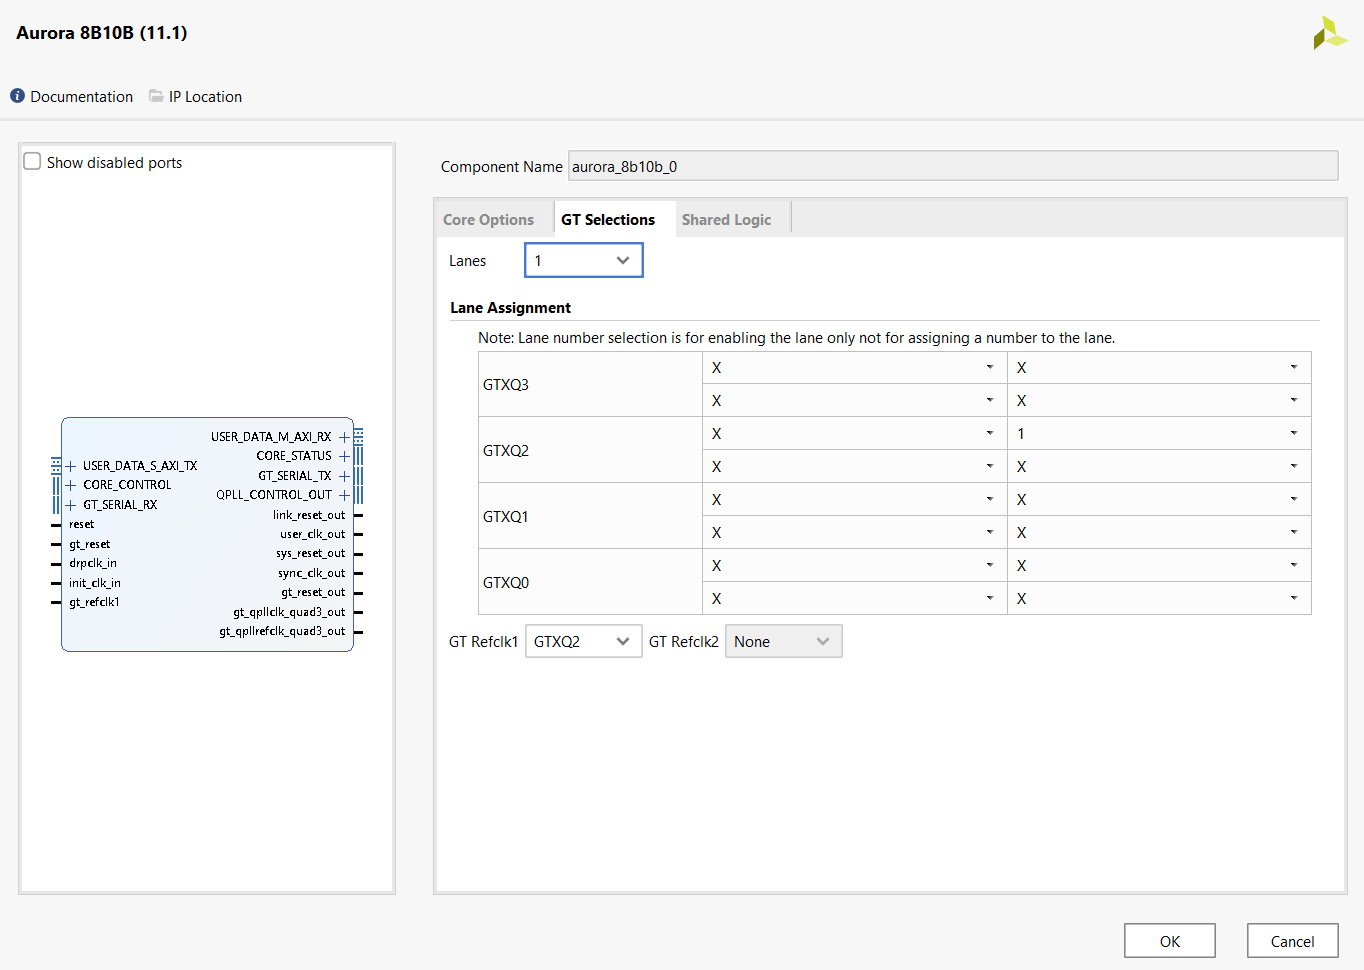 Aurora 8B10B (11.1)
Documentation IP Location
Show disabled ports
USER_DATA_S_AXI_TX
CORE_CONTROL
GT_SERIAL_RX
reset
gt_reset
drpclk_in
init_clk_in
gt_refclk1
USER_DATA_M_AXI_RX
CORE_STATUS
GT_SERIAL_TX
QPLL_CONTROL_OUT
link_reset_out
user_clk_out
sys_reset_out
sync_clk_out
gt_reset_out
gt_qpllclk_quad3_out
gt_qpllrefclk_quad3_out
Component Name aurora_8b10b_0
Core Options GT Selections Shared Logic
Lanes 1
Lane Assignment
Note: Lane number selection is for enabling the lane only not for assigning a number to the lane.
GTXQ3
X X
X X
GTXQ2
X 1
X X
GTXQ1
X X
X X
GTXQ0
X X
X X
GT Refclk1 GTXQ2 GT Refclk2 None
OK Cancel